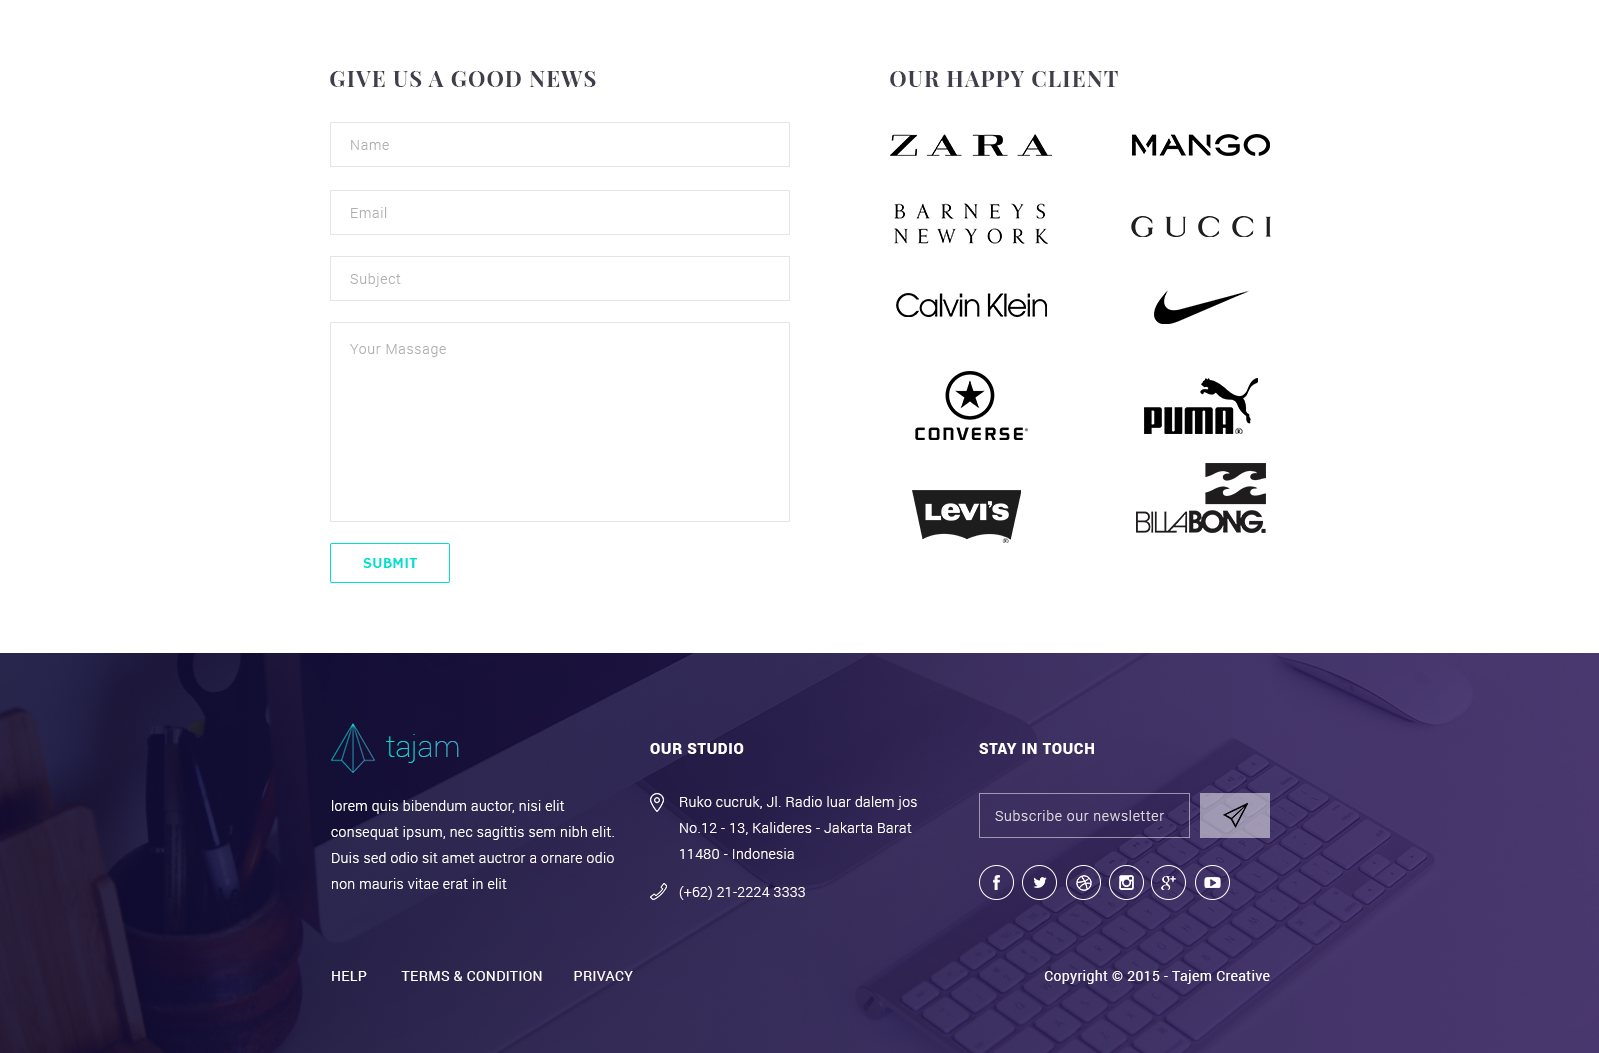 GIVE US A GOOD NEWS
Name
Email
Subject
Your Massage
SUBMIT
OUR HAPPY CLIENT
ZARA
MANGO
BARNEYS
NEWYORK
GUCCI
Calvin Klein
CONVERSE
PUMA
LEVI'S
BILLABONG
tajam
lorem quis bibendum auctor, nisi elit
consequat ipsum, nec sagittis sem nibh elit.
Duis sed odio sit amet auctror a ornare odio
non mauris vitae erat in elit
OUR STUDIO
Ruko cucruk, Jl. Radio luar dalem jos
No.12 - 13, Kalideres - Jakarta Barat
11480 - Indonesia
(+62) 21-2224 3333
STAY IN TOUCH
Subscribe our newsletter
HELP
TERMS & CONDITION
PRIVACY
Copyright © 2015 - Tajem Creative